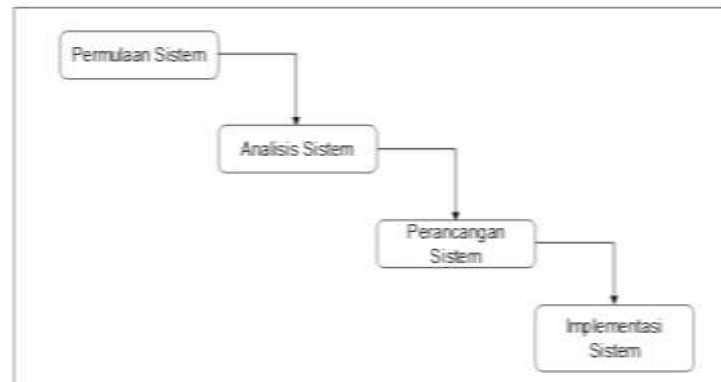 Permulaan Sistem
Analisis Sistem
Perancangan
Sistem
Implementasi
Sistem